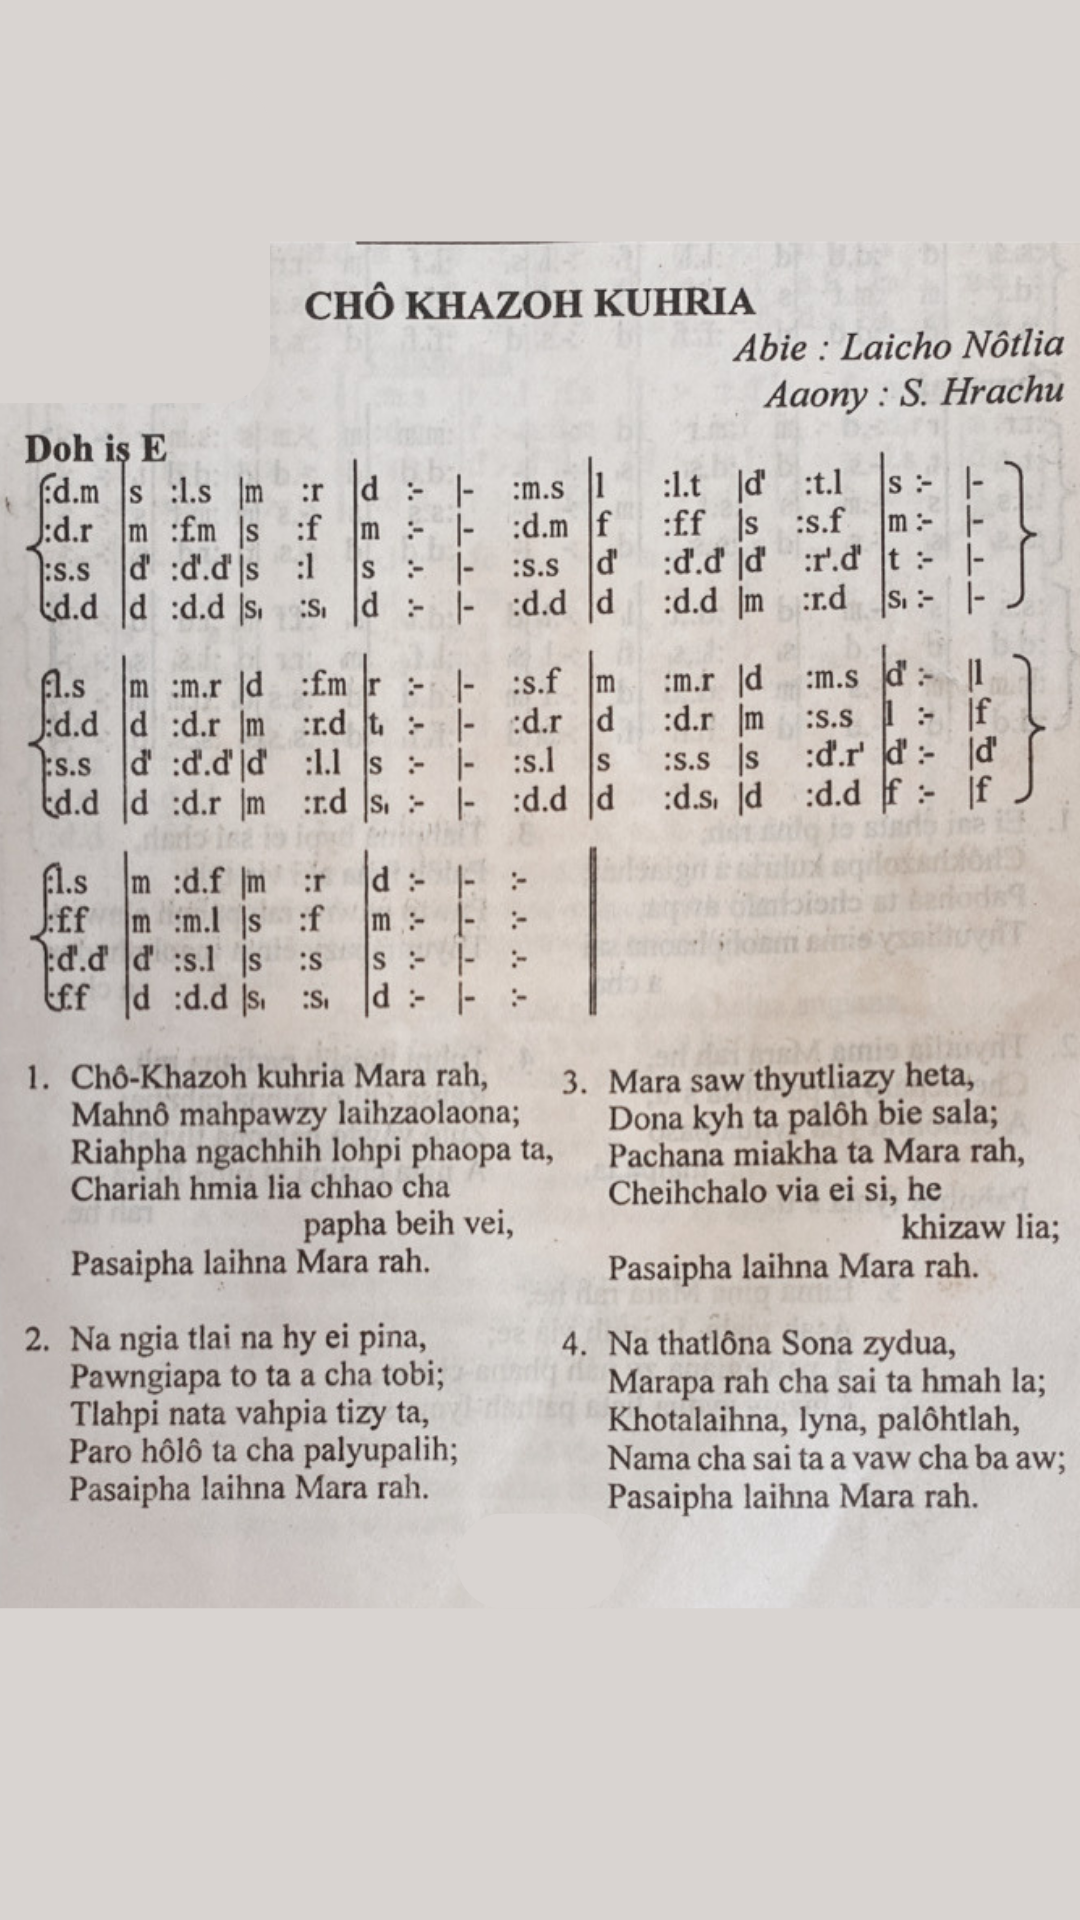 CHÔ KHAZOH KUHRIA
Abie : Laicho Nôtlia
Aaony : S. Hrachu
Doh is E
:d.m |s :l.s |m :r |d :- |- :m.s |l :l.t |d' :t.l |s :- |-
:d.r |m :f.m |s :f |m :- |- :d.m |f :f.f |s :s.f |m :- |-
:s.s |d' :d'.d' |s :l |s :- |- :s.s |d' :d'.d' |d' :r'.d' |t :- |-
:d.d |d :d.d |s, :s, |d :- |- :d.d |d :d.d |m :r.d |s, :- |-
:l.s |m :m.r |d :f.m |r :- |- :s.f |m :m.r |d :m.s |d' :- |l
:d.d |d :d.r |m :r.d |t, :- |- :d.r |d :d.r |m :s.s |l :- |f
:s.s |d' :d'.d' |d' :l.l |s :- |- :s.l |s :s.s |s :d'.r' |d' :- |d'
:d.d |d :d.r |m :r.d |s, :- |- :d.d |d :d.s, |d :d.d |f :- |f
:l.s |m :d.f |m :r |d :- |- :-
:f.f |m :m.l |s :f |m :- |- :-
:d'.d' |d' :s.l |s :s |s :- |- :-
:f.f |d :d.d |s, :s, |d :- |- :-
1. Chô-Khazoh kuhria Mara rah,
Mahnô mahpawzy laihzaolaona;
Riahpha ngachhih lohpi phaopa ta,
Chariah hmia lia chhao cha
papha beih vei,
Pasaipha laihna Mara rah.
2. Na ngia tlai na hy ei pina,
Pawngiapa to ta a cha tobi;
Tlahpi nata vahpia tizy ta,
Paro hôlô ta cha palyupalih;
Pasaipha laihna Mara rah.
3. Mara saw thyutliazy heta,
Dona kyh ta palôh bie sala;
Pachana miakha ta Mara rah,
Cheihchalo via ei si, he
khizaw lia;
Pasaipha laihna Mara rah.
4. Na thatlôna Sona zydua,
Marapa rah cha sai ta hmah la;
Khotalaihna, lyna, palôhtlah,
Nama cha sai ta a vaw cha ba aw;
Pasaipha laihna Mara rah.